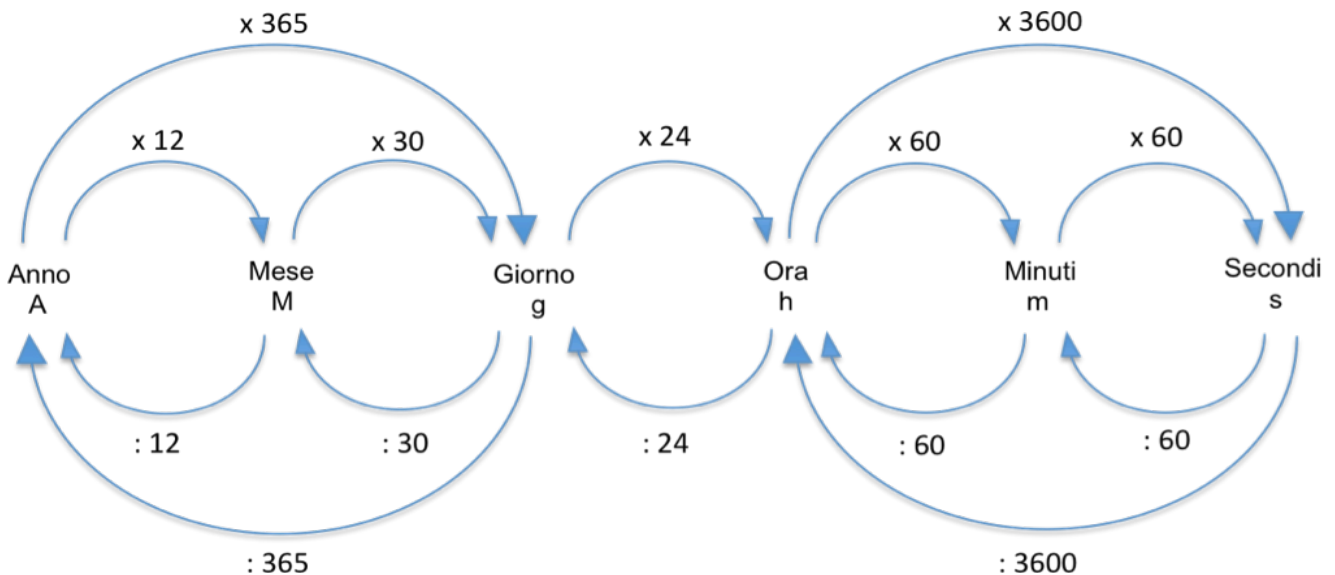 x 365
x 3600
x 12
x 30
x 24
x 60
x 60
Anno
A
Mese
M
Giorno
g
Ora
h
Minuti
m
Secondi
s
: 12
: 30
: 24
: 60
: 60
: 365
: 3600